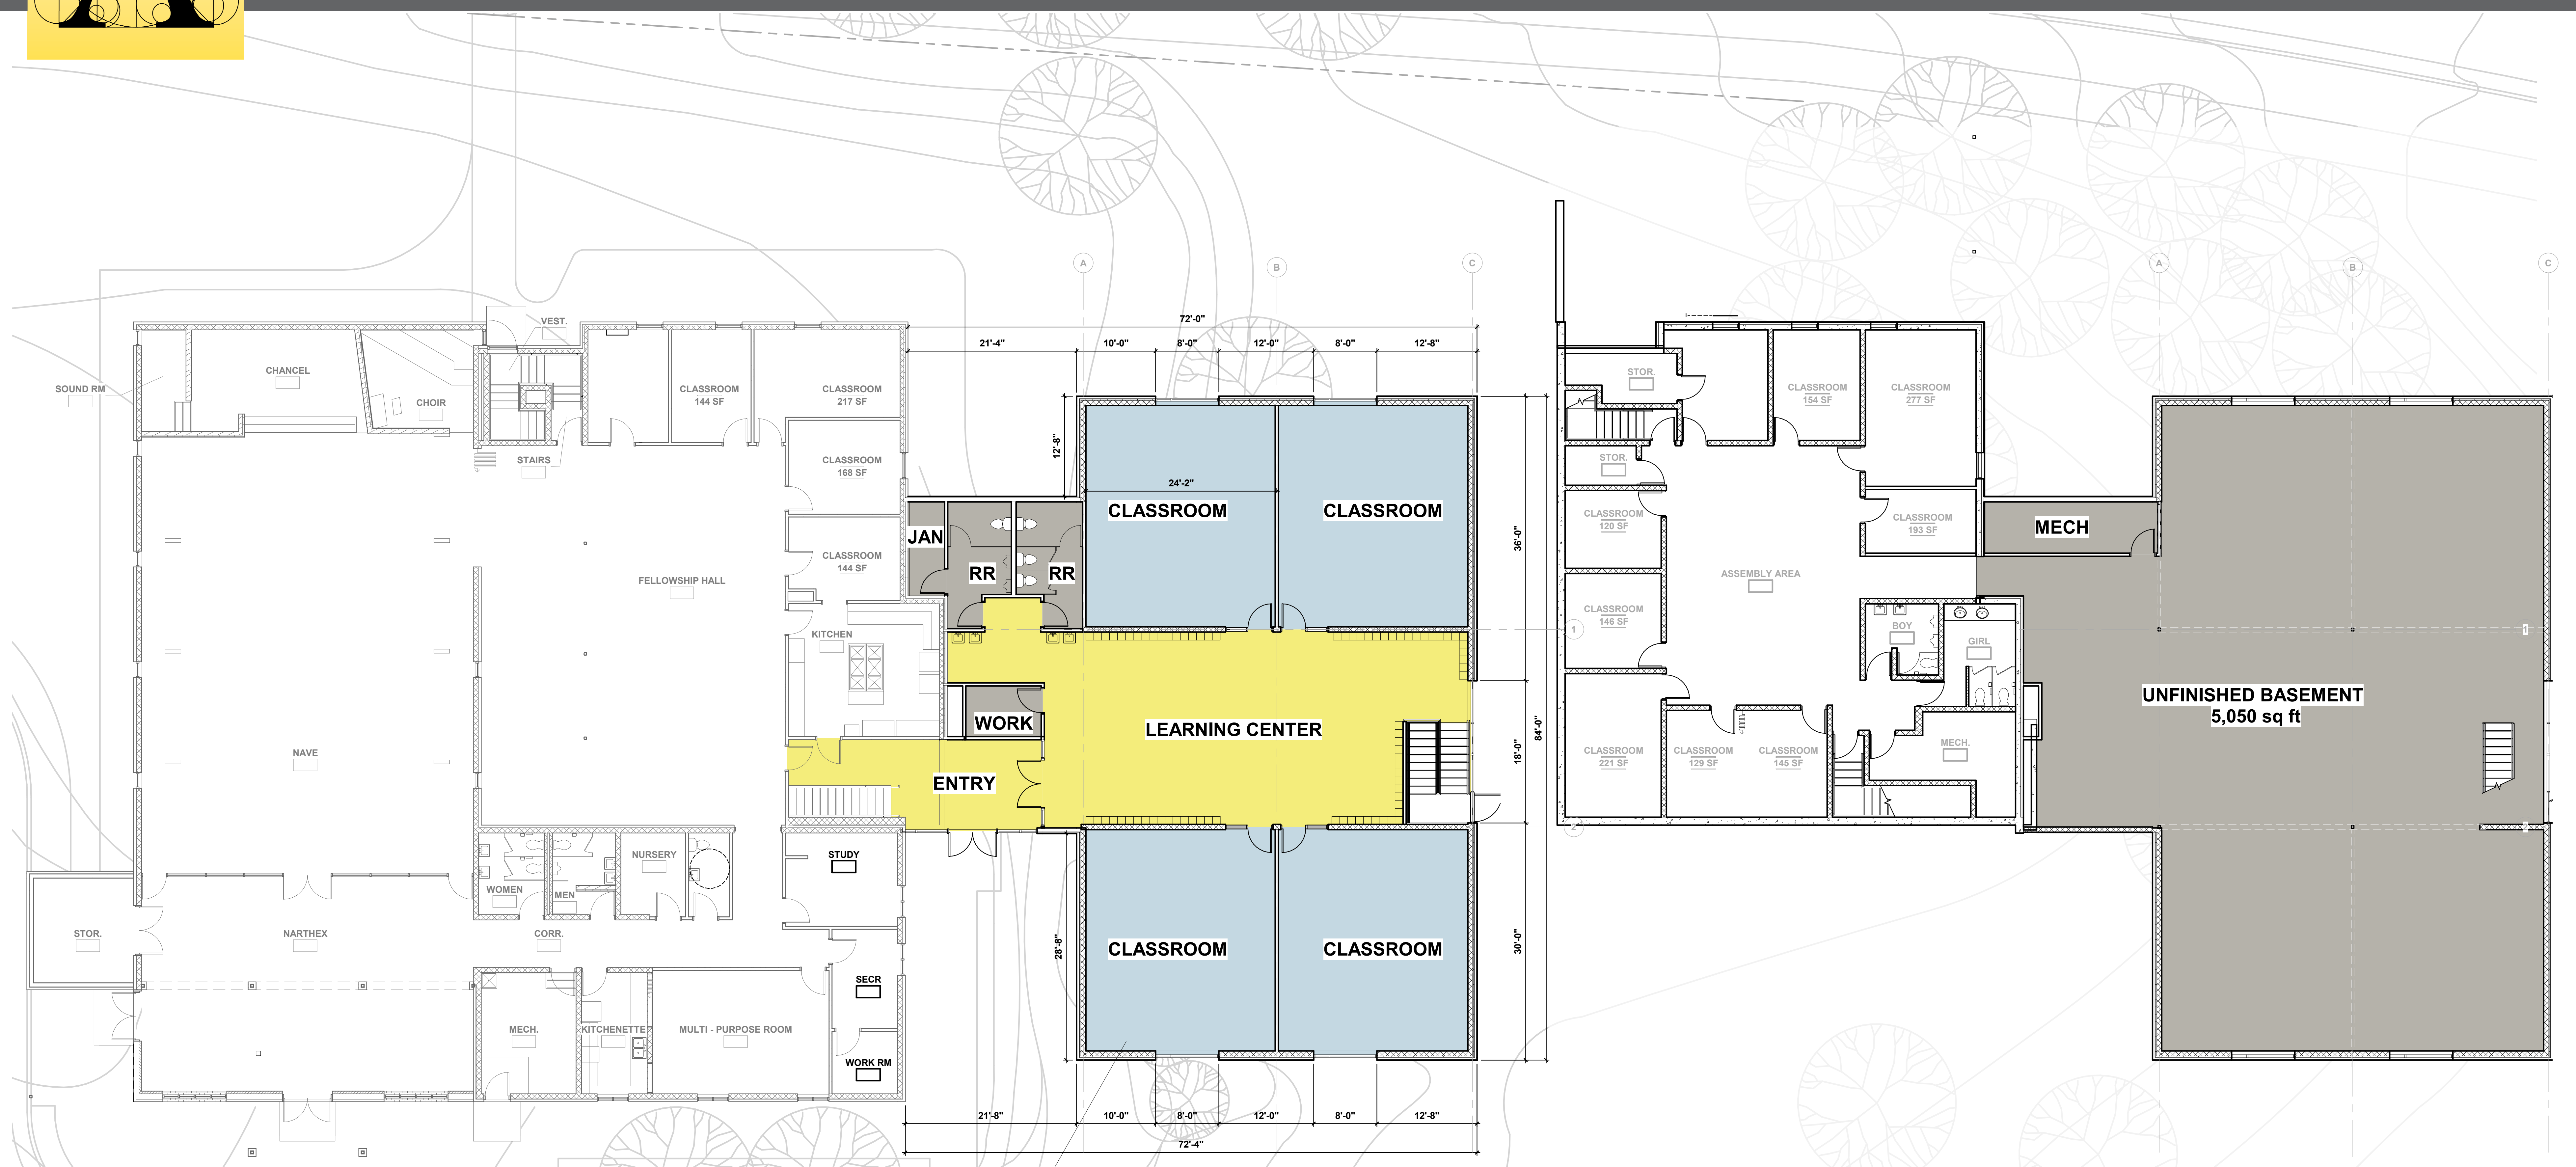 A
B
C
A
B
C
VEST.
72'-0"
21'-4"
10'-0"
8'-0"
12'-0"
8'-0"
12'-8"
CHANCEL
SOUND RM
CHOIR
CLASSROOM
144 SF
CLASSROOM
217 SF
STAIRS
CLASSROOM
168 SF
CLASSROOM
144 SF
FELLOWSHIP HALL
KITCHEN
NAVE
12'-8"
24'-2"
CLASSROOM
CLASSROOM
36'-0"
JAN
RR
RR
WORK
LEARNING CENTER
ENTRY
18'-0"
84'-0"
STUDY
NURSERY
WOMEN
MEN
STOR.
NARTHEX
CORR.
SECR
MECH.
KITCHENETTE
MULTI - PURPOSE ROOM
WORK RM
28'-8"
CLASSROOM
CLASSROOM
30'-0"
21'-8"
10'-0"
8'-0"
12'-0"
8'-0"
12'-8"
72'-4"
STOR.
CLASSROOM
154 SF
CLASSROOM
277 SF
STOR.
CLASSROOM
120 SF
CLASSROOM
193 SF
MECH
ASSEMBLY AREA
CLASSROOM
146 SF
1
BOY
GIRL
1
UNFINISHED BASEMENT
5,050 sq ft
CLASSROOM
221 SF
CLASSROOM
129 SF
CLASSROOM
145 SF
MECH.
2